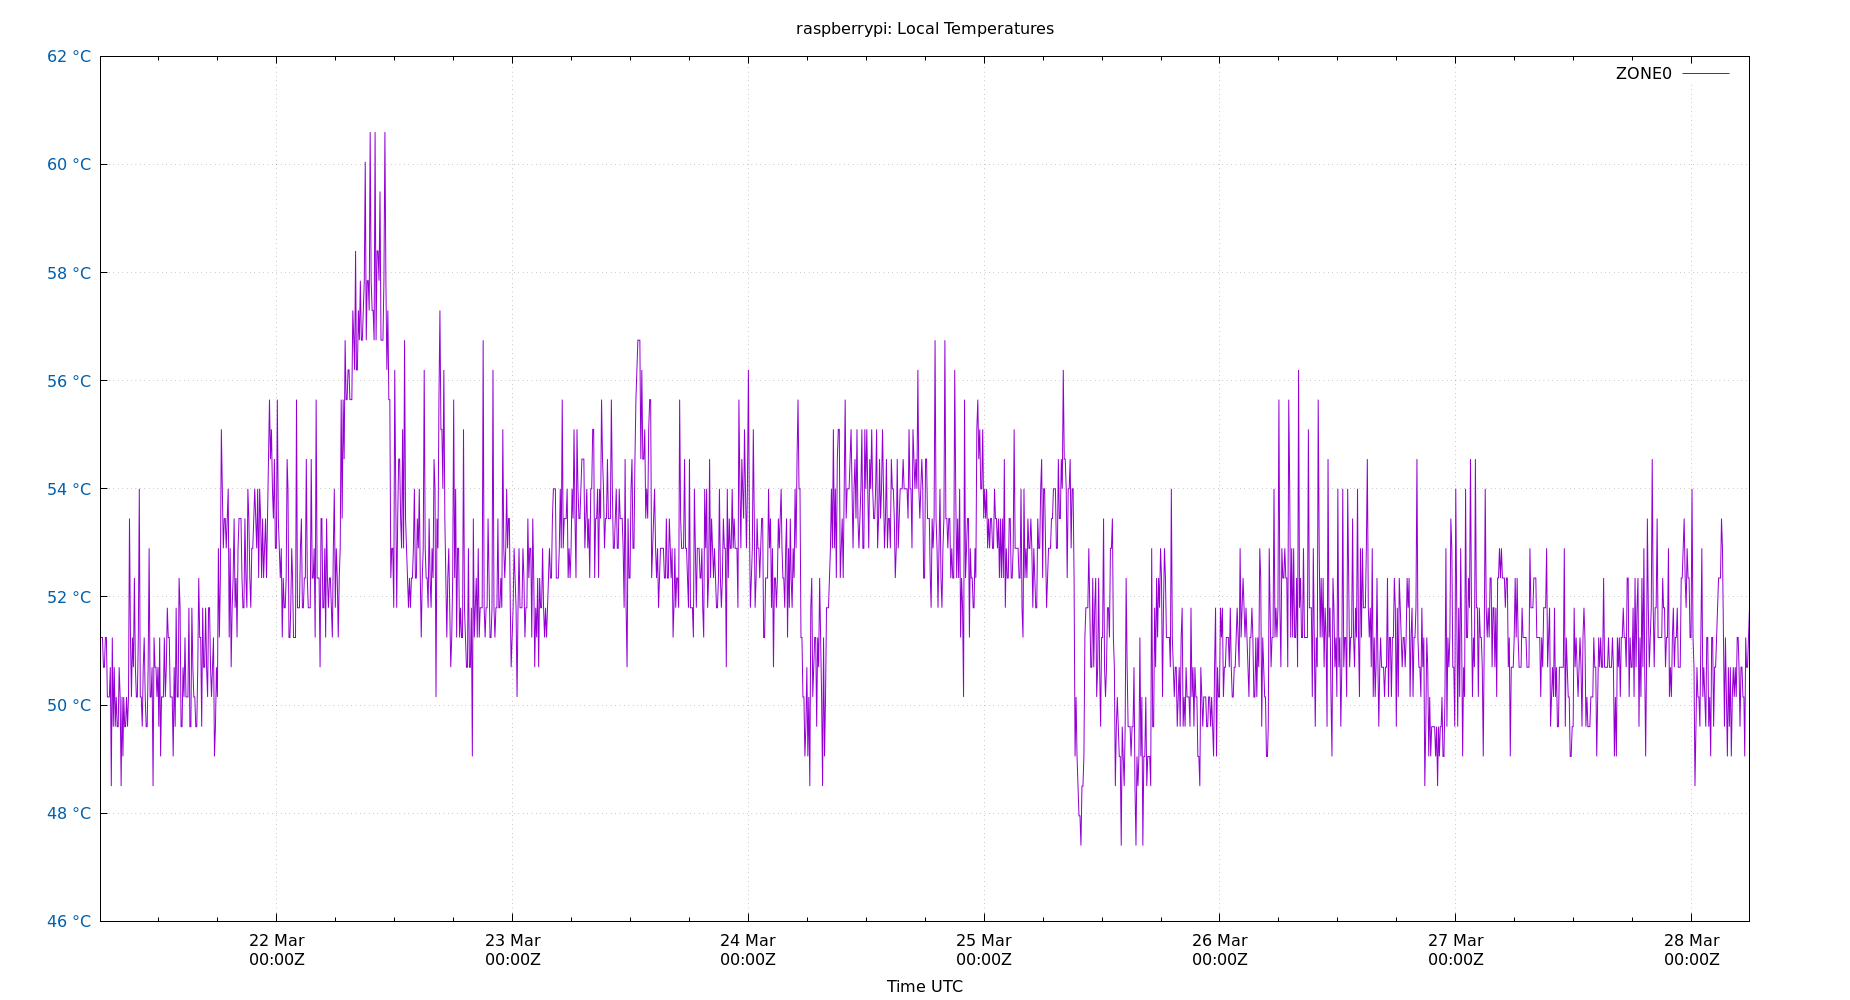 raspberrypi: Local Temperatures
62 °C
ZONE0
60 °C
58 °C
56 °C
54 °C
52 °C
50 °C
48 °C
46 °C
22 Mar 23 Mar 24 Mar 25 Mar 26 Mar 27 Mar 28 Mar
00:00Z 00:00Z 00:00Z 00:00Z 00:00Z 00:00Z 00:00Z
Time UTC